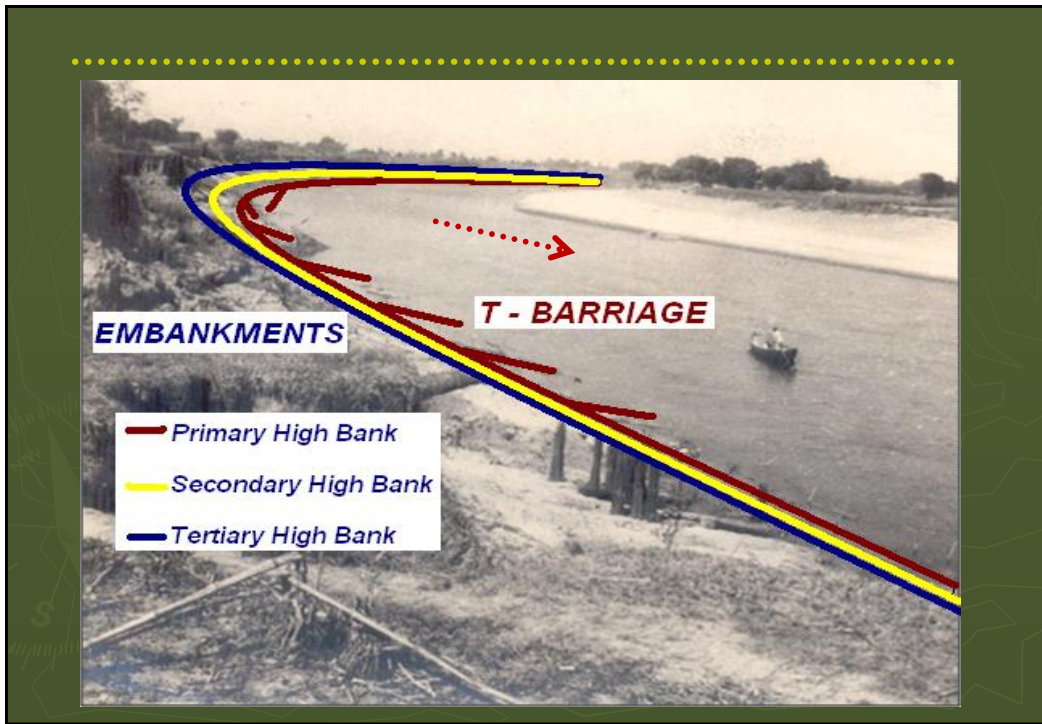 T - BARRIAGE
EMBANKMENTS
Primary High Bank
Secondary High Bank
Tertiary High Bank
S